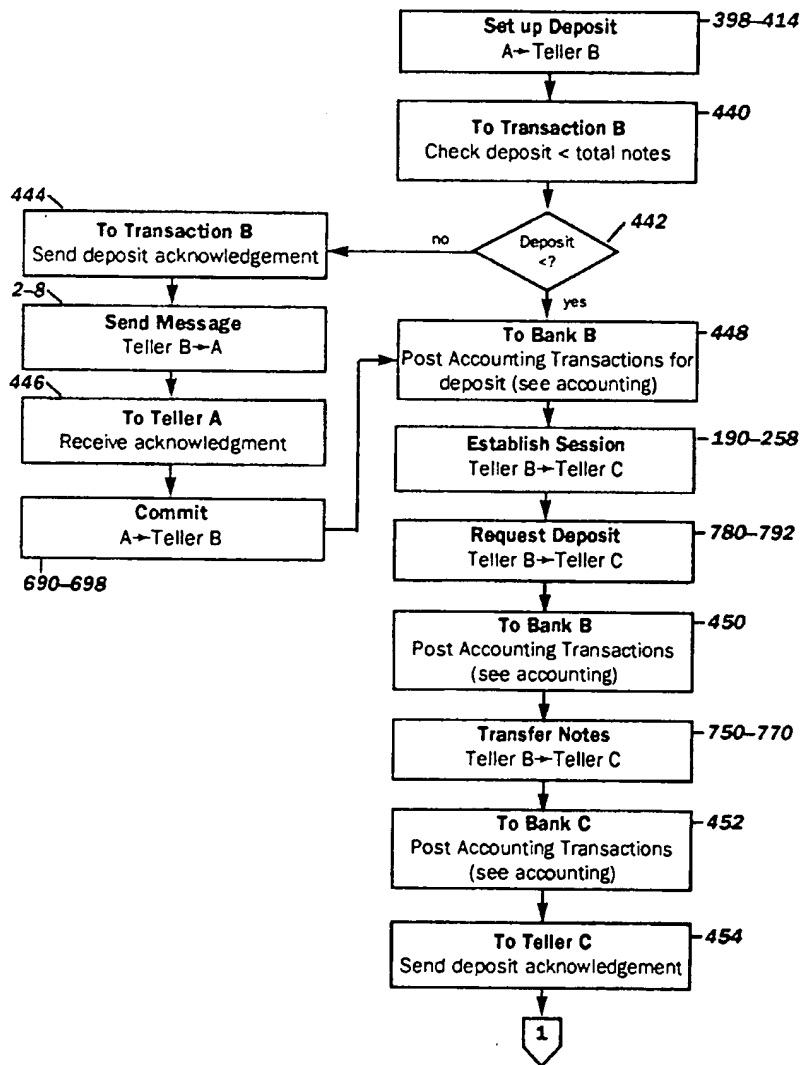 Set up Deposit
A→Teller B
398–414
To Transaction B
Check deposit < total notes
440
Deposit
<?
442
no
yes
444
To Transaction B
Send deposit acknowledgement
2–8
Send Message
Teller B→A
446
To Teller A
Receive acknowledgment
Commit
A→Teller B
690–698
To Bank B
Post Accounting Transactions for
deposit (see accounting)
448
Establish Session
Teller B→Teller C
190–258
Request Deposit
Teller B→Teller C
780–792
To Bank B
Post Accounting Transactions
(see accounting)
450
Transfer Notes
Teller B→Teller C
750–770
To Bank C
Post Accounting Transactions
(see accounting)
452
To Teller C
Send deposit acknowledgement
454
1